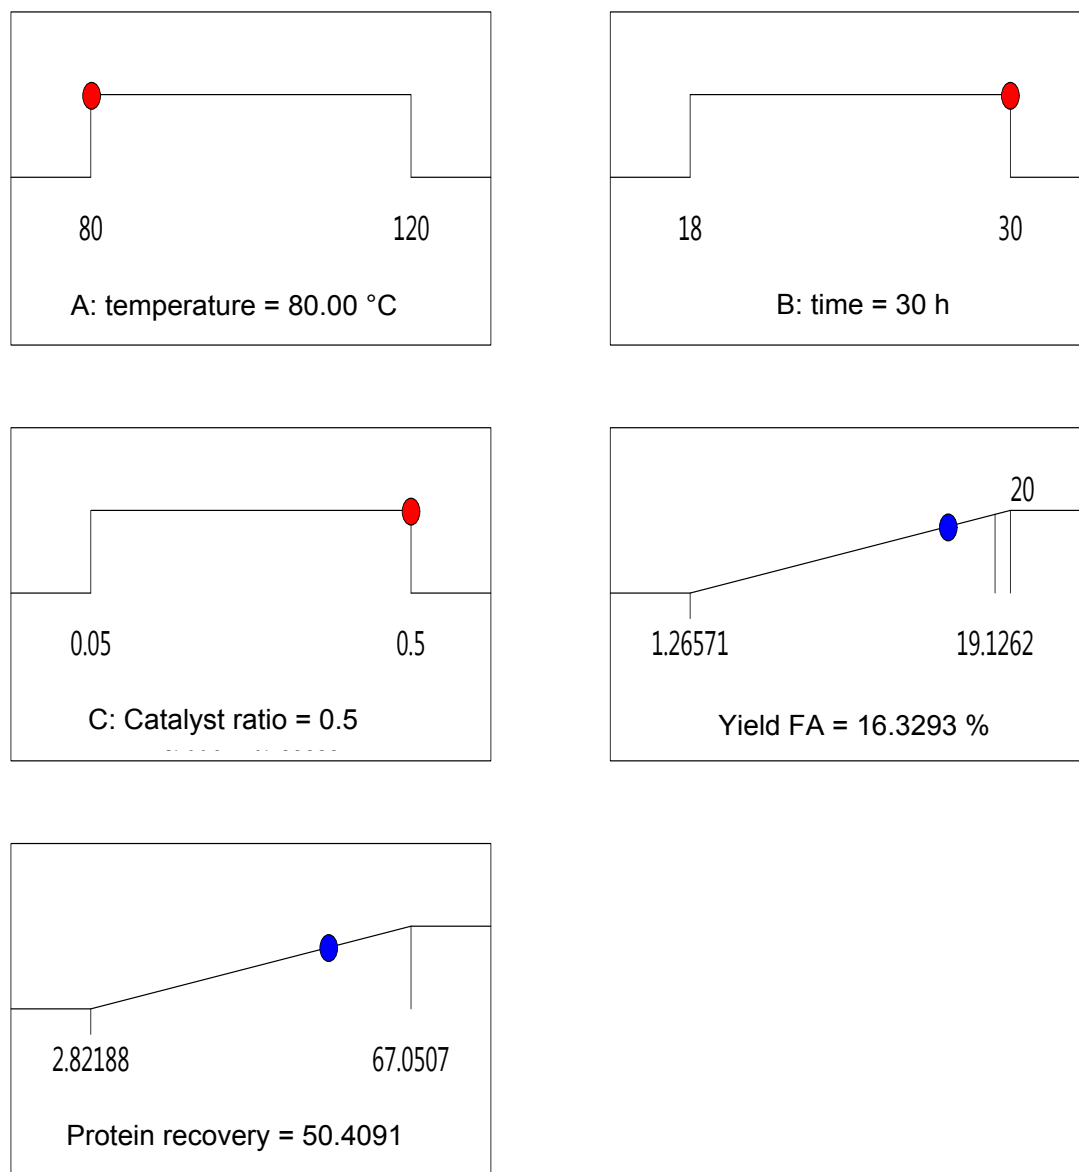 80 120
A: temperature = 80.00 °C
18 30
B: time = 30 h
0.05 0.5
C: Catalyst ratio = 0.5
20
1.26571 19.1262
Yield FA = 16.3293 %
2.82188 67.0507
Protein recovery = 50.4091